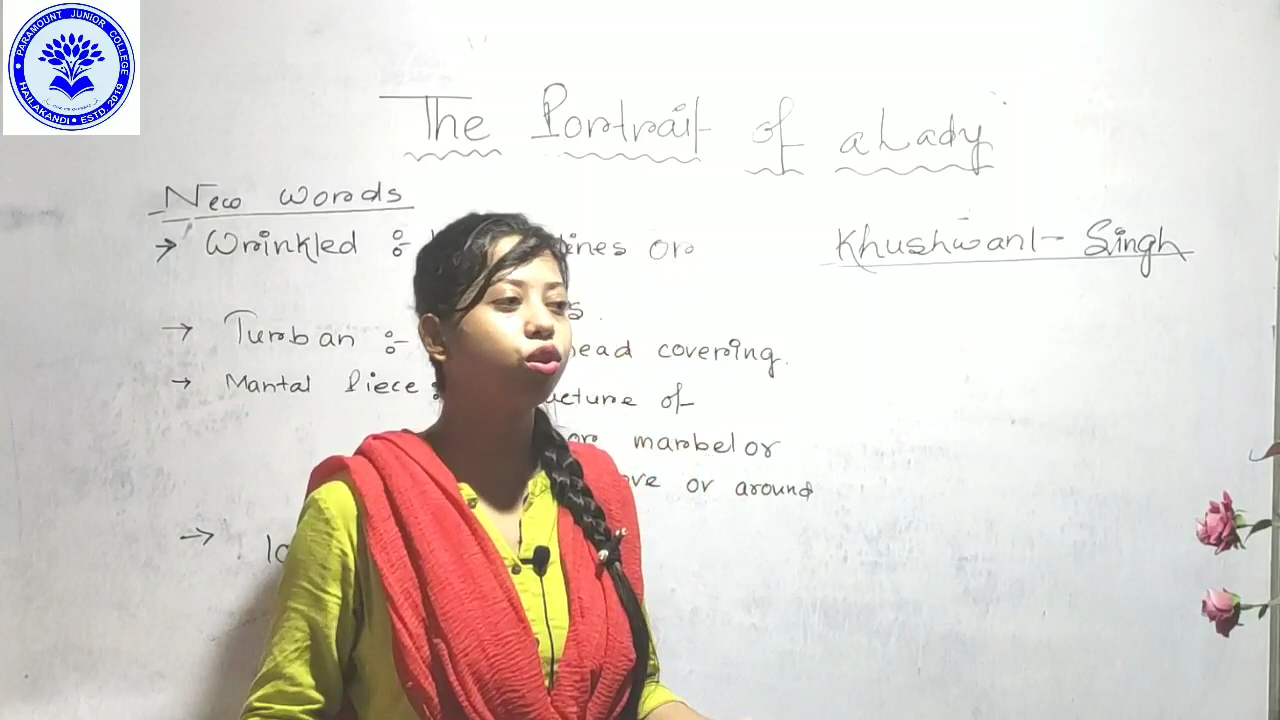 PARAMOUNT JUNIOR COLLEGE
HAILAKANDI ESTD. 2019
The Portrait of a Lady
New words
→ Wrinkled :- lines or Khushwant Singh
→ Turban :- head covering.
→ Mantal Piece : of
or marbel or
or around
→